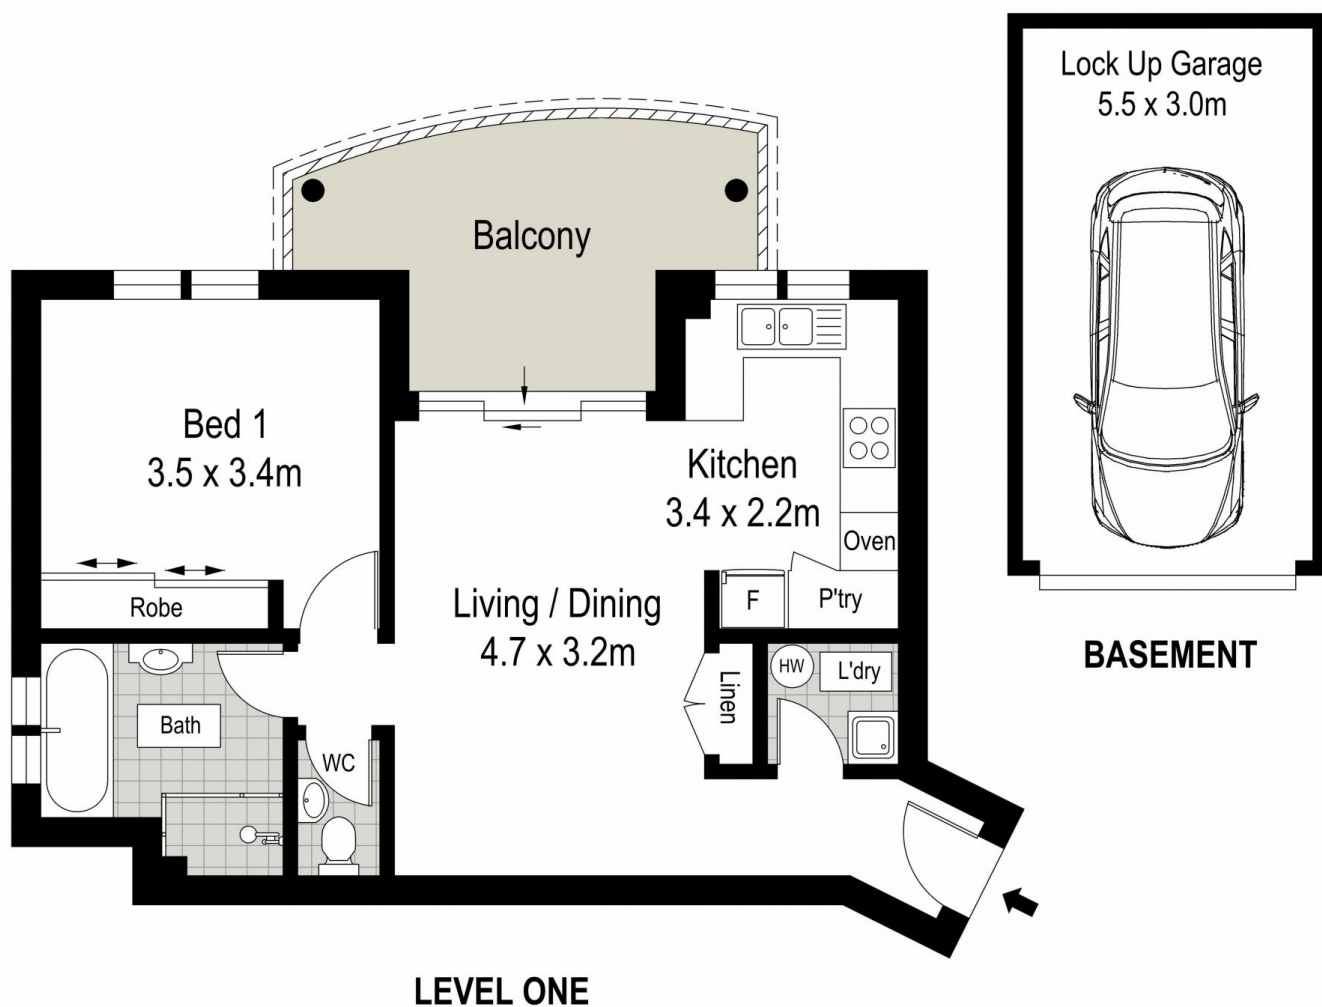 Lock Up Garage
5.5 x 3.0m
Balcony
Bed 1
3.5 x 3.4m
Kitchen
3.4 x 2.2m
Oven
Robe
Living / Dining
4.7 x 3.2m
F
P'try
BASEMENT
HW
L'dry
Linen
Bath
WC
LEVEL ONE